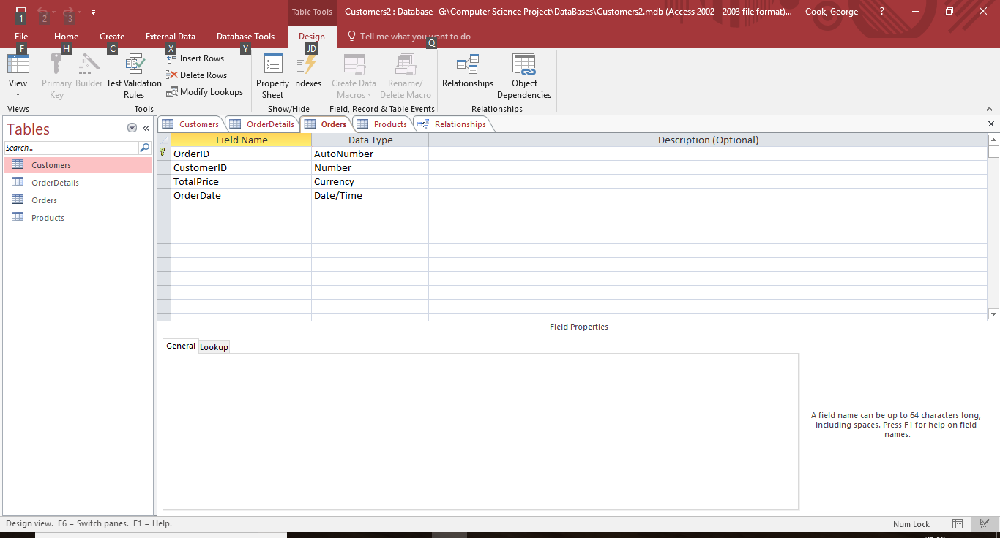 Table Tools Customers2 : Database- G:\Computer Science Project\DataBases\Customers2.mdb (Access 2002 - 2003 file format)... Cook, George ?
1 2 3
File Home Create External Data Database Tools Design Tell me what you want to do
F H C X Y JD Q
View
Primary Key
Builder
Test Validation Rules
Insert Rows
Delete Rows
Modify Lookups
Property Sheet
Indexes
Create Data Macros
Rename/ Delete Macro
Relationships
Object Dependencies
Views Tools Show/Hide Field, Record & Table Events Relationships
Tables
Search...
Customers
OrderDetails
Orders
Products
Customers OrderDetails Orders Products Relationships
Field Name Data Type Description (Optional)
OrderID AutoNumber
CustomerID Number
TotalPrice Currency
OrderDate Date/Time
Field Properties
General Lookup
A field name can be up to 64 characters long,
including spaces. Press F1 for help on field
names.
Design view. F6 = Switch panes. F1 = Help.
Num Lock